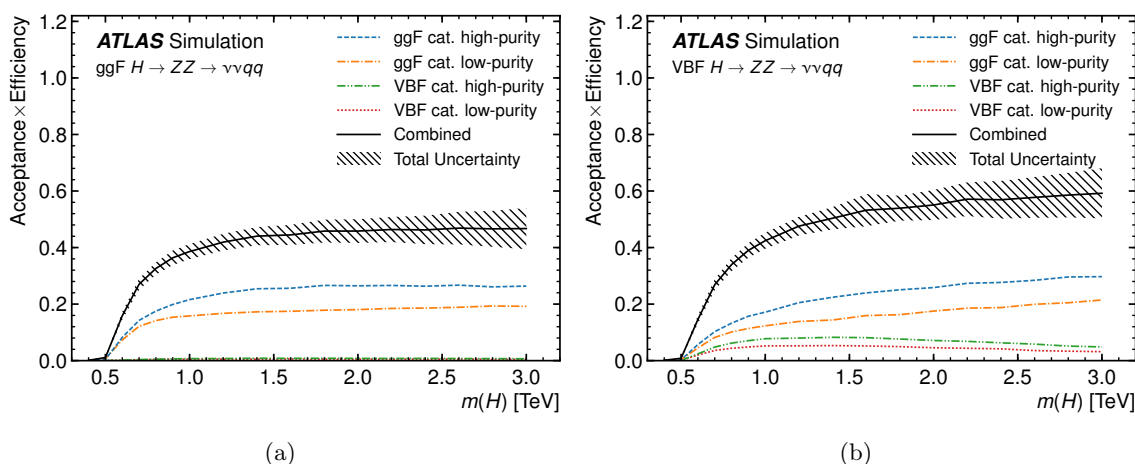 1.2
1.0
0.8
0.6
0.4
0.2
0.0
Acceptance×Efficiency
ATLAS Simulation
ggF H → ZZ → ννqq
ggF cat. high-purity
ggF cat. low-purity
VBF cat. high-purity
VBF cat. low-purity
Combined
Total Uncertainty
0.5 1.0 1.5 2.0 2.5 3.0
m(H) [TeV]
(a)
1.2
1.0
0.8
0.6
0.4
0.2
0.0
Acceptance×Efficiency
ATLAS Simulation
VBF H → ZZ → ννqq
ggF cat. high-purity
ggF cat. low-purity
VBF cat. high-purity
VBF cat. low-purity
Combined
Total Uncertainty
0.5 1.0 1.5 2.0 2.5 3.0
m(H) [TeV]
(b)